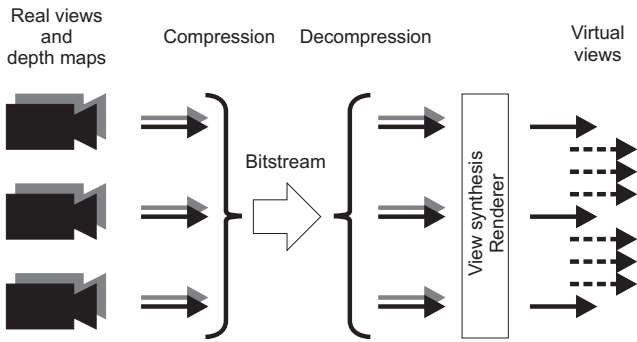 Real views
and
depth maps
Compression
Decompression
Virtual
views
Bitstream
View synthesis
Renderer